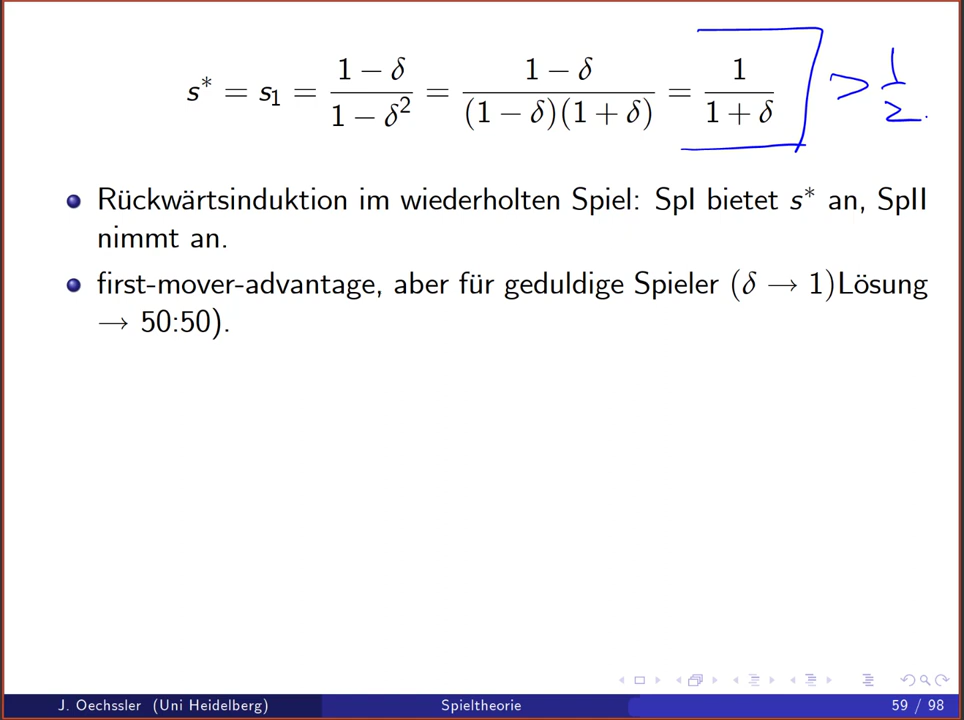 s* = s₁ = (1 − δ)/(1 − δ²) = (1 − δ)/((1 − δ)(1 + δ)) = 1/(1 + δ) > 1/2.
Rückwärtsinduktion im wiederholten Spiel: SpI bietet s* an, SpII
nimmt an.
first-mover-advantage, aber für geduldige Spieler (δ → 1)Lösung
→ 50:50).
J. Oechssler (Uni Heidelberg) Spieltheorie 59 / 98